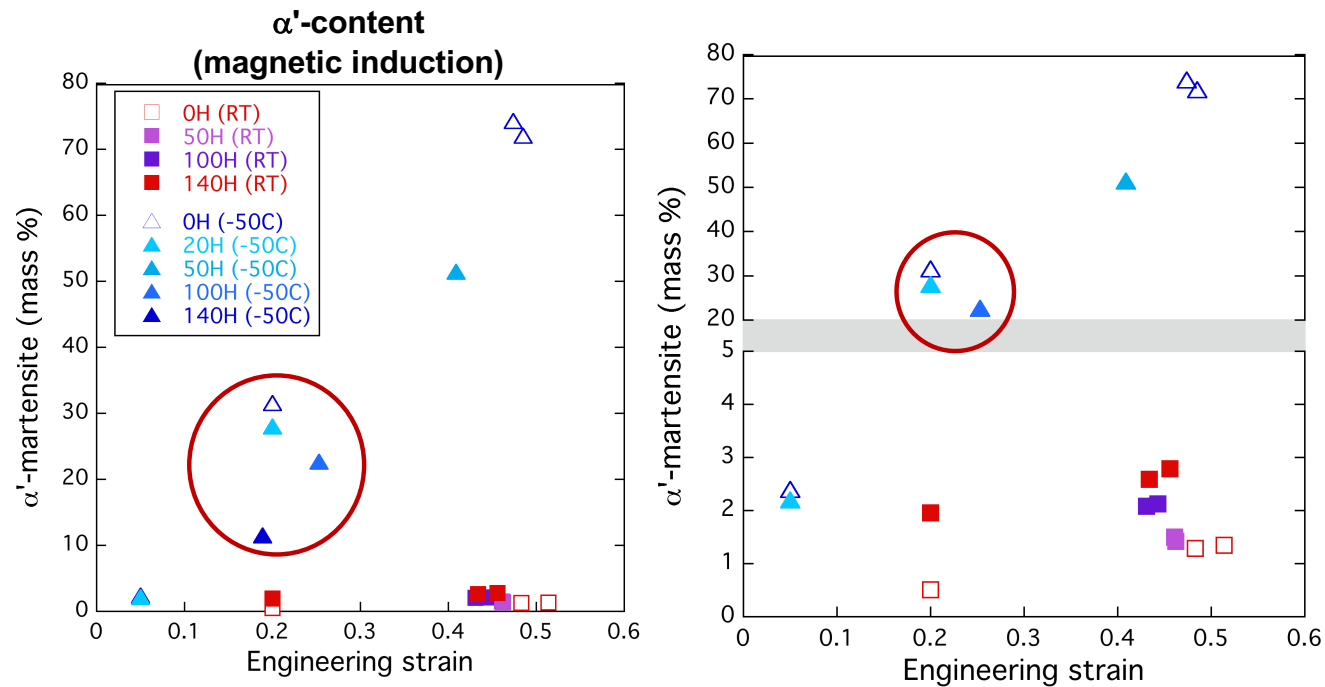 α'-content
(magnetic induction)
α'-martensite (mass %)
80
70
60
50
40
30
20
10
0
0H (RT)
50H (RT)
100H (RT)
140H (RT)
0H (-50C)
20H (-50C)
50H (-50C)
100H (-50C)
140H (-50C)
0 0.1 0.2 0.3 0.4 0.5 0.6
Engineering strain
α'-martensite (mass %)
80
70
60
50
40
30
20
5
4
3
2
1
0
α'-martensite (mass %)
0 0.1 0.2 0.3 0.4 0.5 0.6
Engineering strain